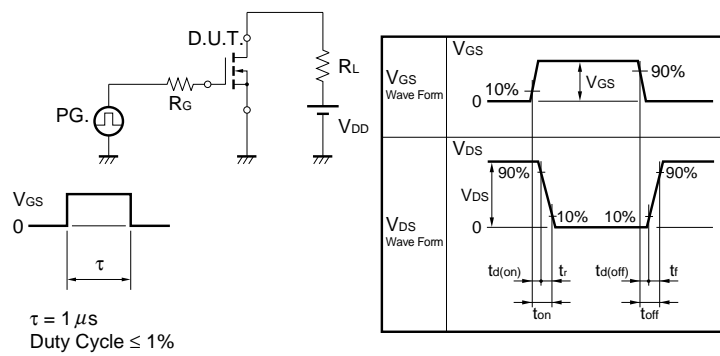 D.U.T.
RL
RG
PG.
VDD
VGS
0
τ
τ = 1 μs
Duty Cycle ≤ 1%
VGS
Wave Form
VGS
10%
0
VGS
90%
VDS
Wave Form
VDS
90%
VDS
0
10%
10%
90%
td(on)
tr
td(off)
tf
ton
toff